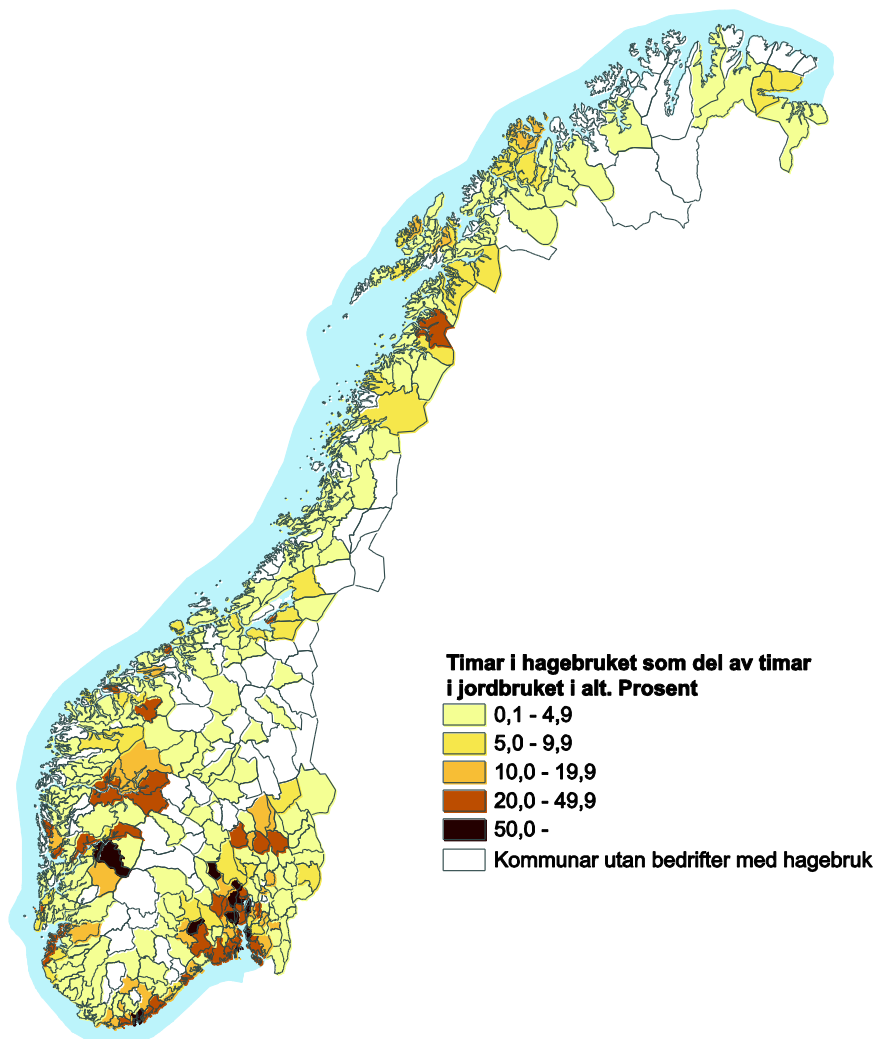 Timar i hagebruket som del av timar
i jordbruket i alt. Prosent
0,1 - 4,9
5,0 - 9,9
10,0 - 19,9
20,0 - 49,9
50,0 -
Kommunar utan bedrifter med hagebruk